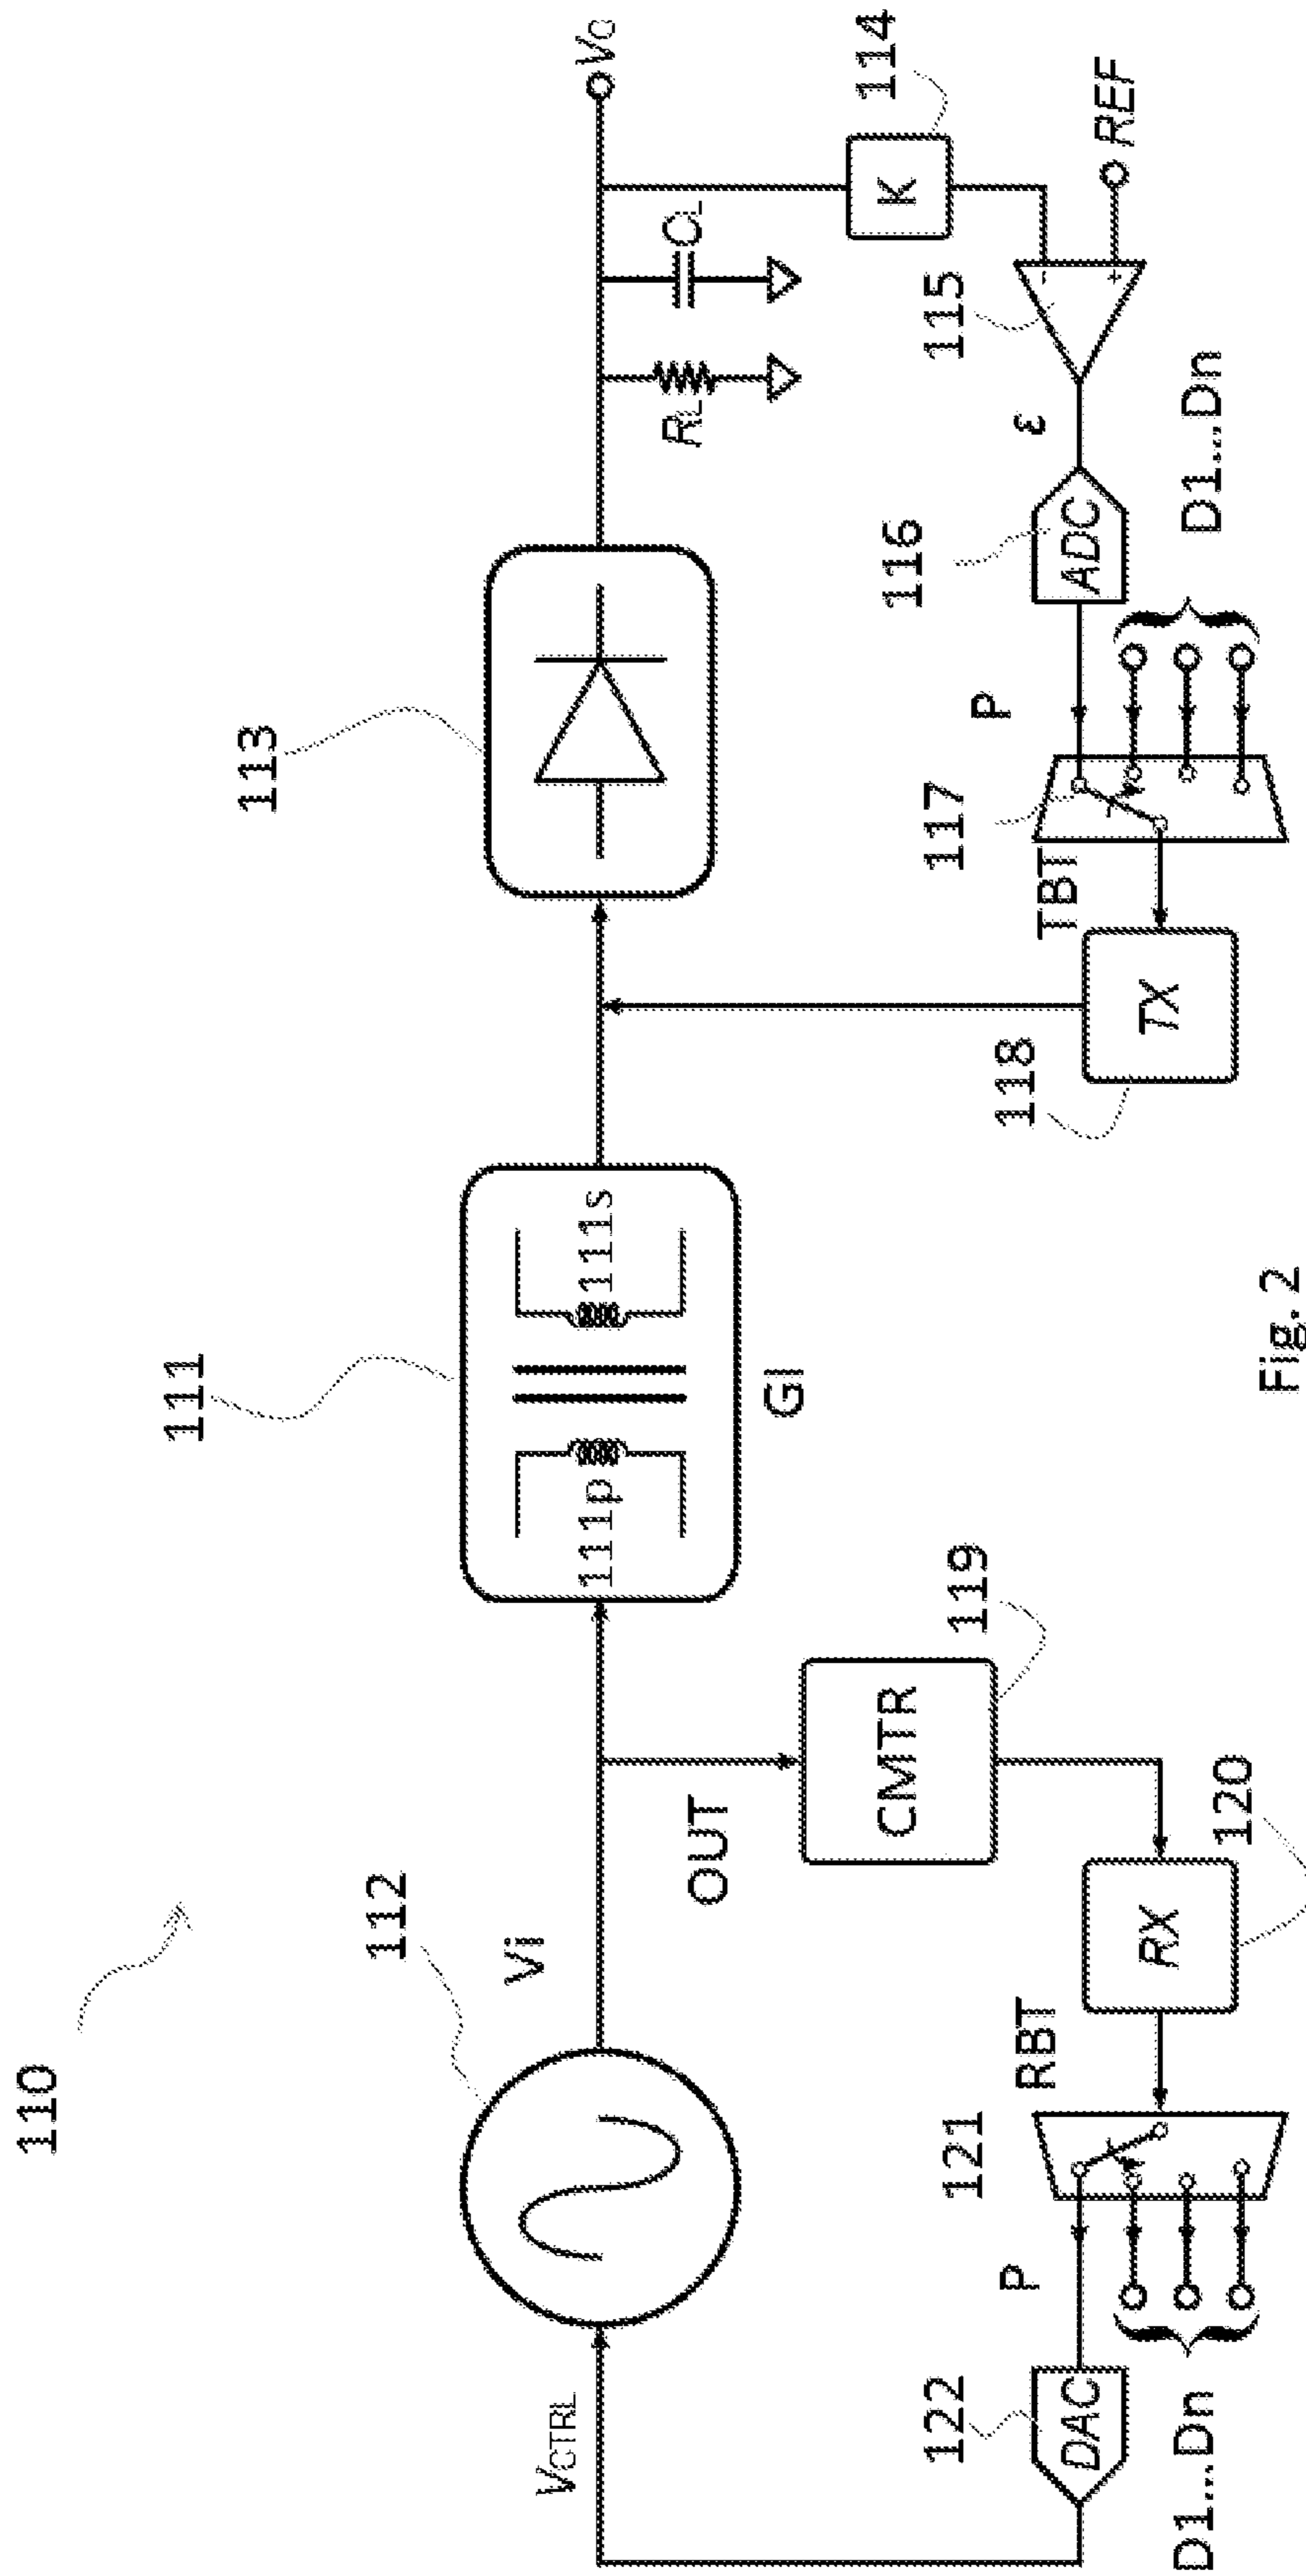 110
111
113
112
Vi
VCTRL
111p
111s
GI
VO
RL
CL
OUT
CMTR
119
K
114
115
-
+
REF
ε
116
ADC
P
117
D1...Dn
TBT
118
TX
RX
120
RBT
121
P
122
DAC
D1...Dn
Fig. 2